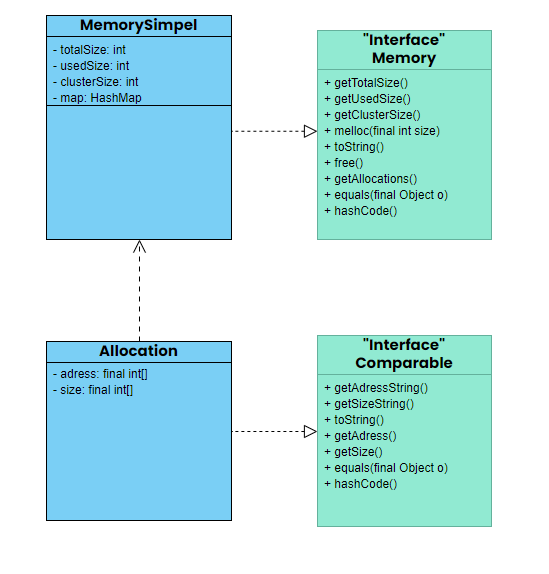 MemorySimpel
- totalSize: int
- usedSize: int
- clusterSize: int
- map: HashMap
"Interface"
Memory
+ getTotalSize()
+ getUsedSize()
+ getClusterSize()
+ melloc(final int size)
+ toString()
+ free()
+ getAllocations()
+ equals(final Object o)
+ hashCode()
Allocation
- adress: final int[]
- size: final int[]
"Interface"
Comparable
+ getAdressString()
+ getSizeString()
+ toString()
+ getAdress()
+ getSize()
+ equals(final Object o)
+ hashCode()